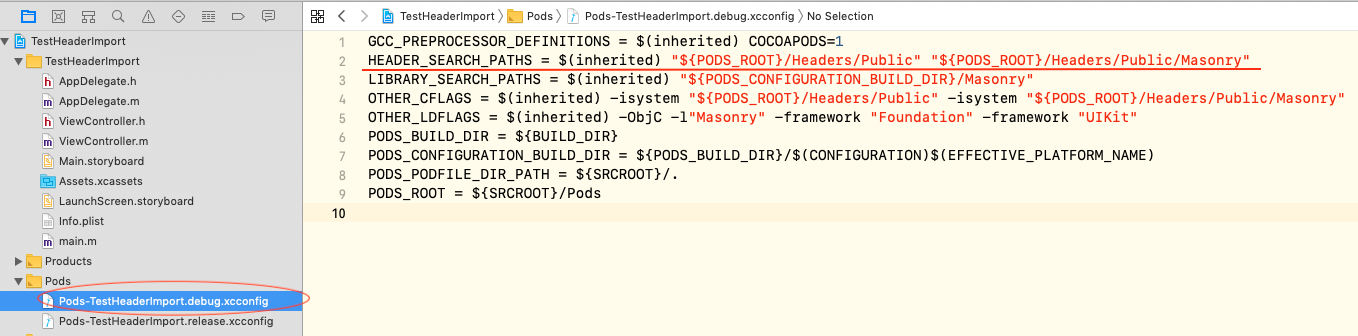 TestHeaderImport
TestHeaderImport
AppDelegate.h
AppDelegate.m
ViewController.h
ViewController.m
Main.storyboard
Assets.xcassets
LaunchScreen.storyboard
Info.plist
main.m
Products
Pods
Pods-TestHeaderImport.debug.xcconfig
Pods-TestHeaderImport.release.xcconfig
TestHeaderImport > Pods > Pods-TestHeaderImport.debug.xcconfig > No Selection
1 GCC_PREPROCESSOR_DEFINITIONS = $(inherited) COCOAPODS=1
2 HEADER_SEARCH_PATHS = $(inherited) "${PODS_ROOT}/Headers/Public" "${PODS_ROOT}/Headers/Public/Masonry"
3 LIBRARY_SEARCH_PATHS = $(inherited) "${PODS_CONFIGURATION_BUILD_DIR}/Masonry"
4 OTHER_CFLAGS = $(inherited) -isystem "${PODS_ROOT}/Headers/Public" -isystem "${PODS_ROOT}/Headers/Public/Masonry"
5 OTHER_LDFLAGS = $(inherited) -ObjC -l"Masonry" -framework "Foundation" -framework "UIKit"
6 PODS_BUILD_DIR = ${BUILD_DIR}
7 PODS_CONFIGURATION_BUILD_DIR = ${PODS_BUILD_DIR}/$(CONFIGURATION)$(EFFECTIVE_PLATFORM_NAME)
8 PODS_PODFILE_DIR_PATH = ${SRCROOT}/.
9 PODS_ROOT = ${SRCROOT}/Pods
10